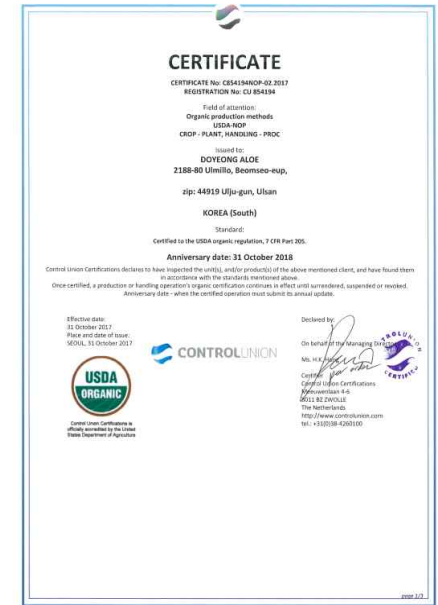 CERTIFICATE
CERTIFICATE No: C854194NOP-02.2017
REGISTRATION No: CU 854194
Field of attention:
Organic production methods
USDA-NOP
CROP - PLANT, HANDLING - PROC
Issued to:
DOYEONG ALOE
2188-80 Ulmillo, Beomseo-eup,
zip: 44919 Ulju-gun, Ulsan
KOREA (South)
Standard:
Certified to the USDA organic regulation, 7 CFR Part 205.
Anniversary date: 31 October 2018
Control Union Certifications declares to have inspected the unit(s), and/or product(s) of the above mentioned client, and have found them
in accordance with the standards mentioned above.
Once certified, a production or handling operation's organic certification continues in effect until surrendered, suspended or revoked.
Anniversary date - when the certified operation must submit its annual update.
Effective date:
31 October 2017
Place and date of issue:
SEOUL, 31 October 2017
USDA
ORGANIC
Control Union Certifications is
officially accredited by the United
States Department of Agriculture
CONTROLUNION
Declared by:
On behalf of the Managing Director
Ms. H.K.
Certifier
Control Union Certifications
Meeuwenlaan 4-6
8011 BZ ZWOLLE
The Netherlands
http://www.controlunion.com
tel.: +31(0)38-4260100
page 1/3